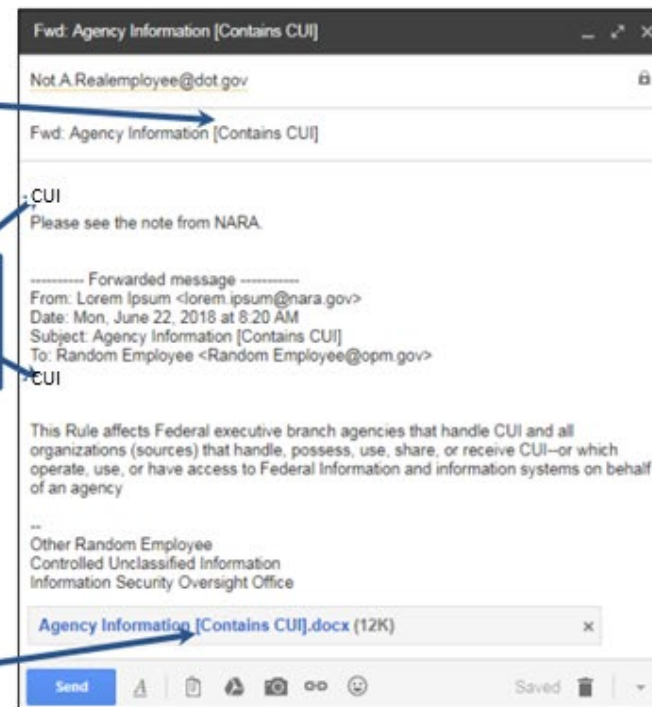 Fwd: Agency Information [Contains CUI]
Not.A.Realemployee@dot.gov
Fwd: Agency Information [Contains CUI]
CUI
Please see the note from NARA.
---------- Forwarded message -----------
From: Lorem Ipsum <lorem.ipsum@nara.gov>
Date: Mon, June 22, 2018 at 8:20 AM
Subject: Agency Information [Contains CUI]
To: Random Employee <Random Employee@opm.gov>
CUI
This Rule affects Federal executive branch agencies that handle CUI and all
organizations (sources) that handle, possess, use, share, or receive CUI--or which
operate, use, or have access to Federal Information and information systems on behalf
of an agency
--
Other Random Employee
Controlled Unclassified Information
Information Security Oversight Office
Agency Information [Contains CUI].docx (12K)
Send
Saved